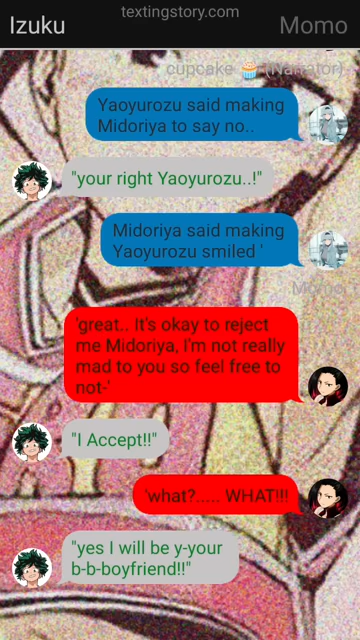 textingstory.com
Izuku
Momo
cupcake 🧁 (Narrator)
Yaoyurozu said making
Midoriya to say no..
"your right Yaoyurozu..!"
Midoriya said making
Yaoyurozu smiled '
Momo
'great.. It's okay to reject
me Midoriya, I'm not really
mad to you so feel free to
not-'
"I Accept!!"
'what?..... WHAT!!!
"yes I will be y-your
b-b-boyfriend!!"